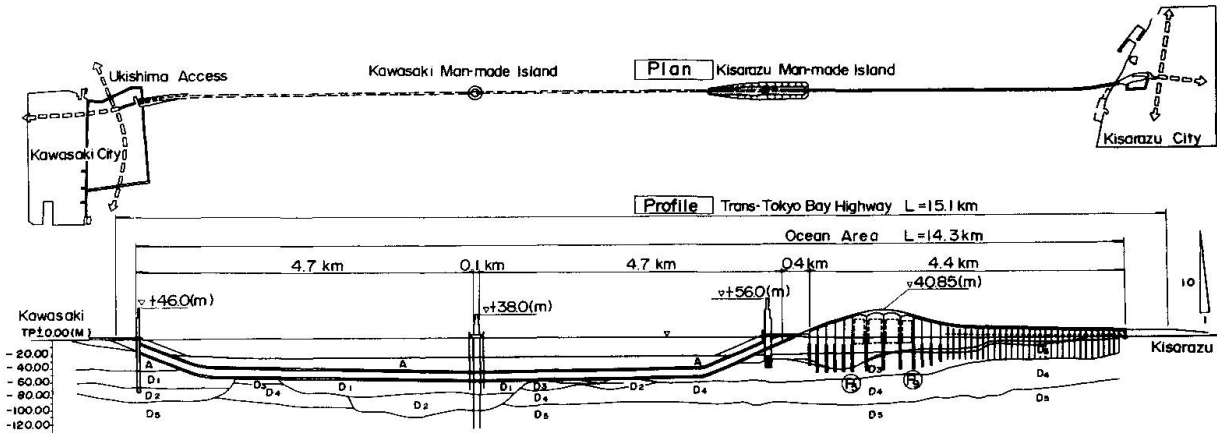 Ukishima Access
Kawasaki Man-made Island
Plan
Kisarazu Man-made Island
Kawasaki City
Kisarazu City
Profile
Trans-Tokyo Bay Highway L=15.1km
Ocean Area L=14.3km
4.7 km
0.1 km
4.7 km
0.4 km
4.4 km
+46.0(m)
+38.0(m)
+56.0(m)
40.85(m)
10
1
Kawasaki
TP±0.00(M)
Kisarazu
-20.00
-40.00
-60.00
-80.00
-100.00
-120.00
A
A
D1
D2
D5
D3
D4
D1
D2
D1
D3
D4
D5
D2
D4
D3
D4
D5
D4
D5